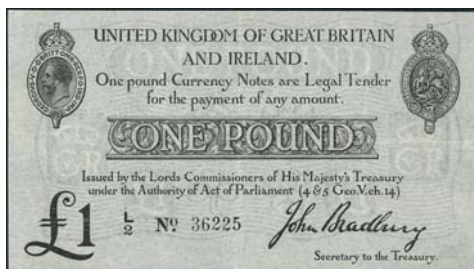 UNITED KINGDOM OF GREAT BRITAIN
AND IRELAND.
One pound Currency Notes are Legal Tender
for the payment of any amount.
ONE POUND
Issued by the Lords Commissioners of His Majesty's Treasury
under the Authority of Act of Parliament (4 & 5 Geo.V.ch.14)
£1 L/2 Nº 36225 John Bradbury
Secretary to the Treasury.